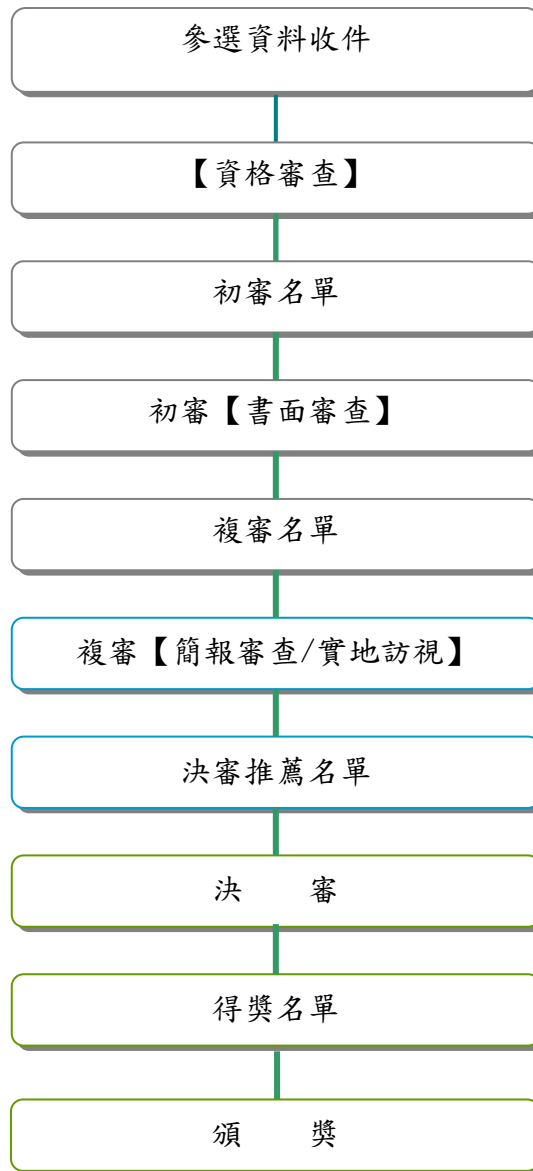 參選資料收件
【資格審查】
初審名單
初審【書面審查】
複審名單
複審【簡報審查/實地訪視】
決審推薦名單
決　　審
得獎名單
頒　　獎